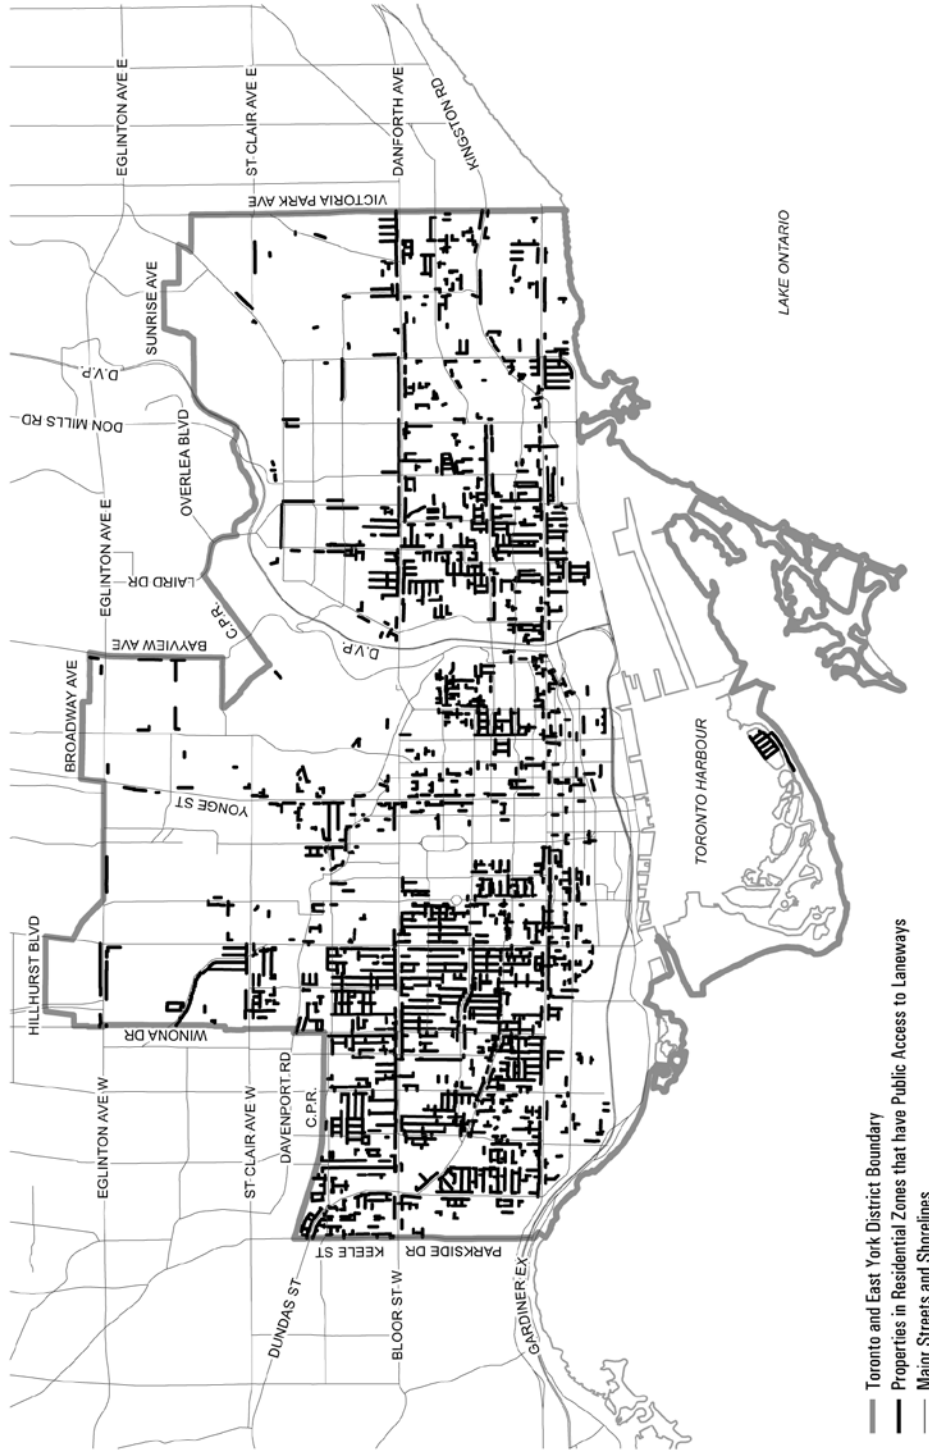 HILLHURST BLVD
BROADWAY AVE
EGLINTON AVE W
EGLINTON AVE E
EGLINTON AVE E
BAYVIEW AVE
LAIRD DR
C.P.R.
OVERLEA BLVD
DON MILLS RD
D.V.P.
SUNRISE AVE
WINONA DR
YONGE ST
ST CLAIR AVE W
ST CLAIR AVE E
DAVENPORT RD
C.P.R.
VICTORIA PARK AVE
D.V.P.
DUNDAS ST
KEELE ST
BLOOR ST W
DANFORTH AVE
KINGSTON RD
PARKSIDE DR
GARDINER EX
TORONTO HARBOUR
LAKE ONTARIO
Toronto and East York District Boundary
Properties in Residential Zones that have Public Access to Laneways
Major Streets and Shorelines